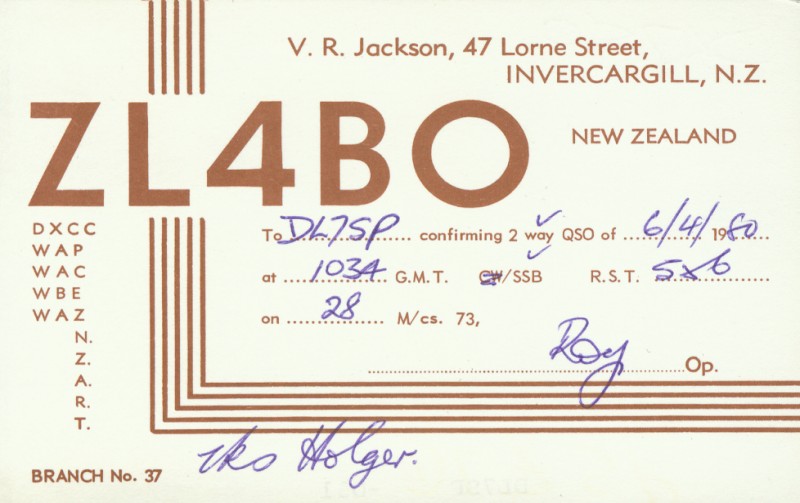 V. R. Jackson, 47 Lorne Street,
INVERCARGILL, N.Z.
ZL4BO
NEW ZEALAND
DXCC
WAP
WAC
WBE
WAZ
N.
Z.
A.
R.
T.
To DL7SP confirming 2 way QSO of 6/4/1980
at 1034 G.M.T. CW/SSB R.S.T. 5x6
on 28 M/cs. 73,
Roy Op.
tks Holger.
BRANCH No. 37